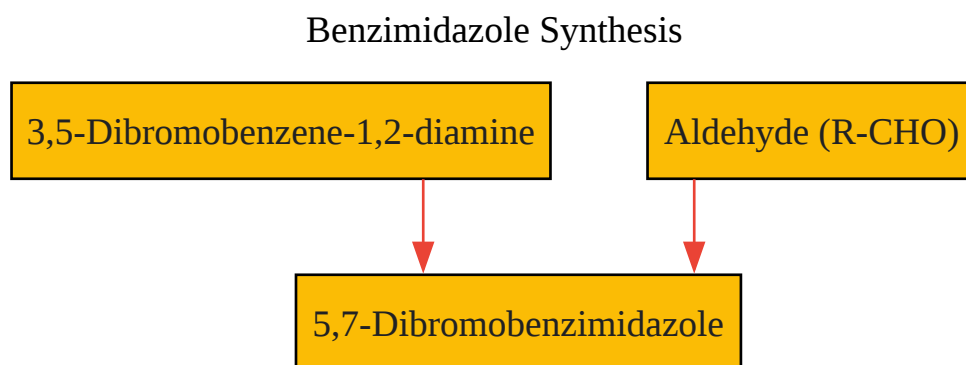 Benzimidazole Synthesis
3,5-Dibromobenzene-1,2-diamine
Aldehyde (R-CHO)
5,7-Dibromobenzimidazole